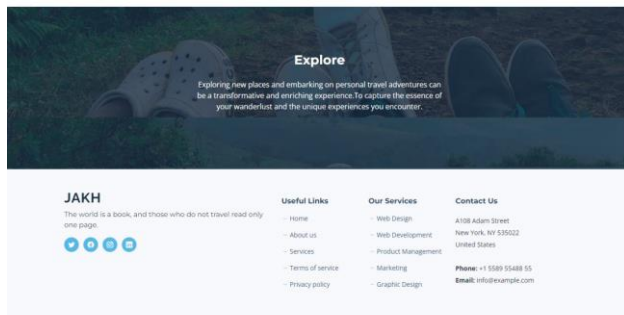 Explore
Exploring new places and embarking on personal travel adventures can
be a transformative and enriching experience.To capture the essence of
your wanderlust and the unique experiences you encounter.
JAKH
The world is a book, and those who do not travel read only
one page.
Useful Links
Home
About us
Services
Terms of service
Privacy policy
Our Services
Web Design
Web Development
Product Management
Marketing
Graphic Design
Contact Us
A108 Adam Street
New York, NY 535022
United States
Phone: +1 5589 55488 55
Email: info@example.com